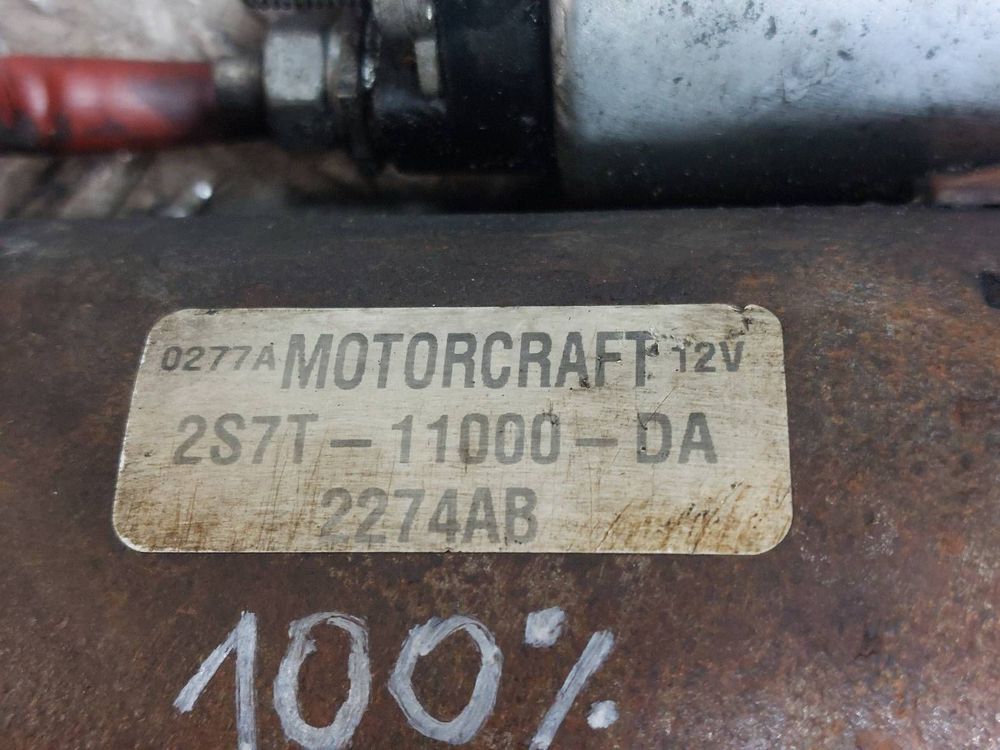 0277A MOTORCRAFT 12V
2S7T-11000-DA
2274AB
100%